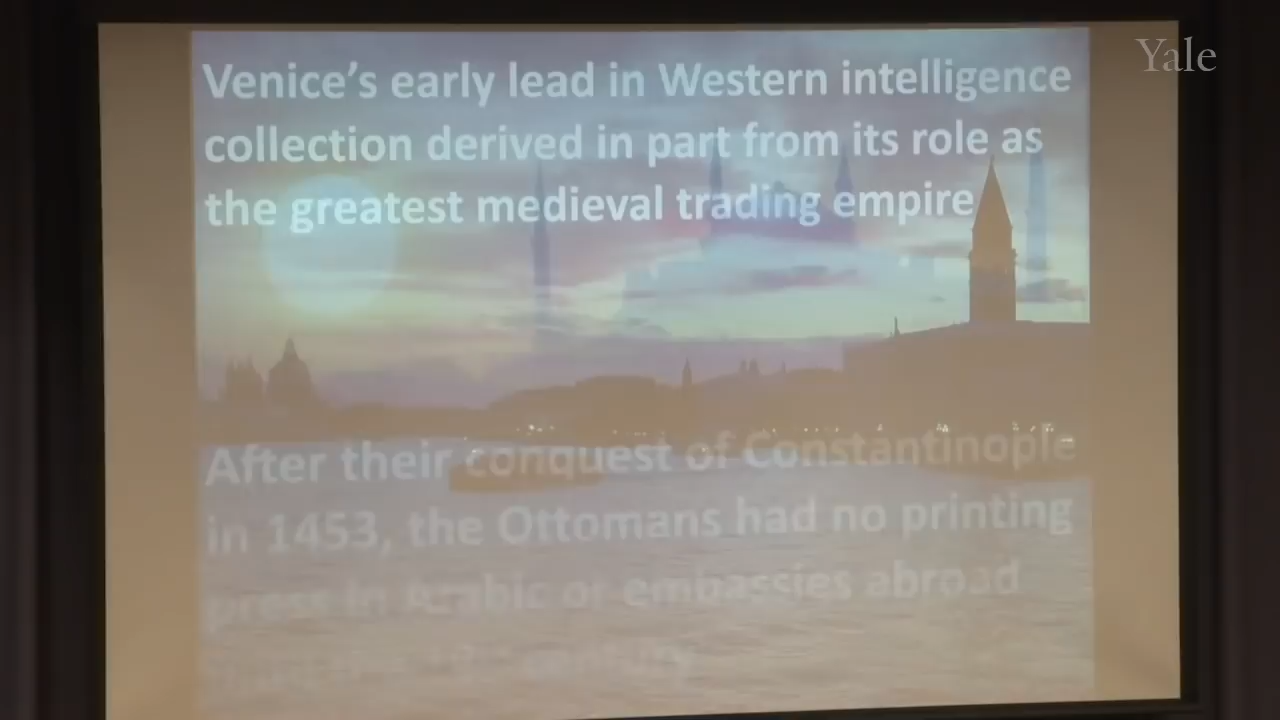 Yale
Venice's early lead in Western intelligence
collection derived in part from its role as
the greatest medieval trading empire
After their conquest of Constantinople
in 1453, the Ottomans had no printing
press in Arabic or embassies abroad
century